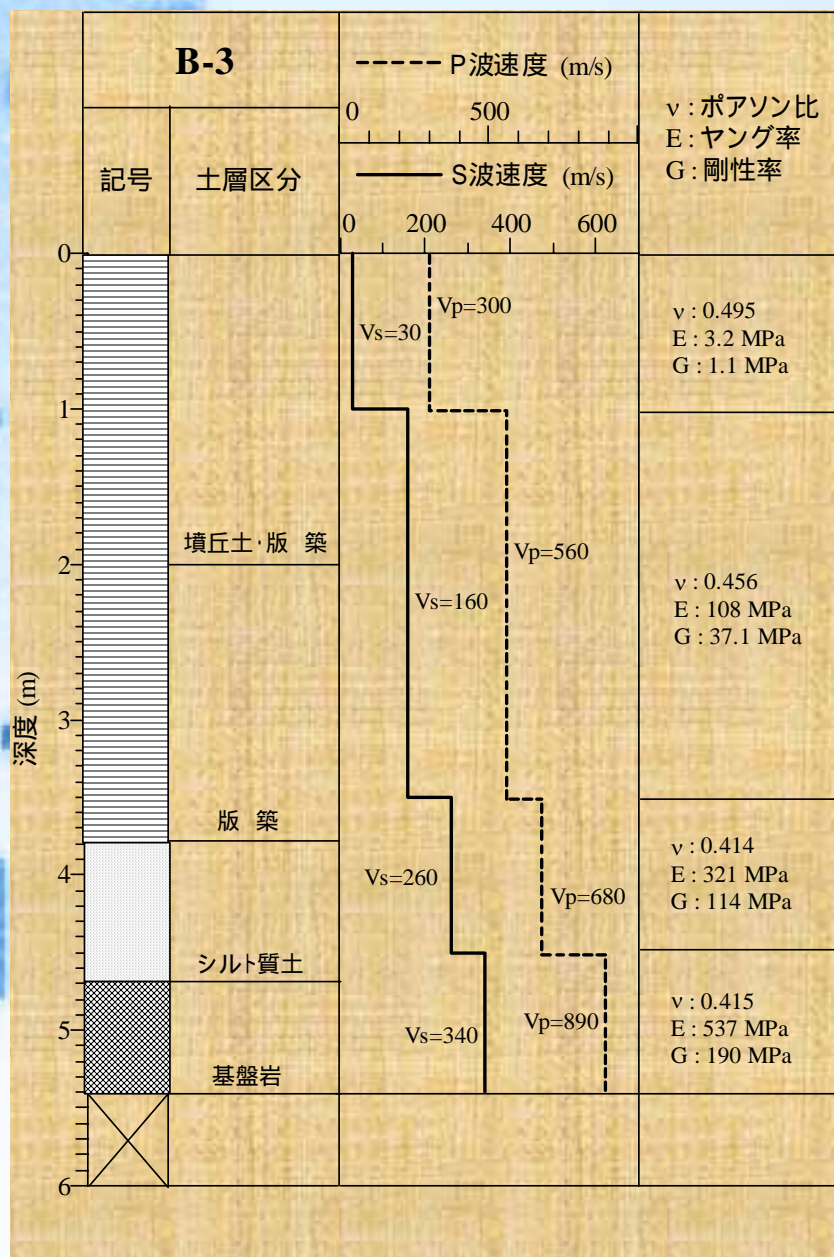 B-3
P波速度 (m/s)
0 500
S波速度 (m/s)
0 200 400 600
ν : ポアソン比
E : ヤング率
G : 剛性率
記号
土層区分
深度 (m)
0
1
2
3
4
5
6
墳丘土・版 築
版 築
シルト質土
基盤岩
Vs=30
Vp=300
Vs=160
Vp=560
Vs=260
Vp=680
Vs=340
Vp=890
ν : 0.495
E : 3.2 MPa
G : 1.1 MPa
ν : 0.456
E : 108 MPa
G : 37.1 MPa
ν : 0.414
E : 321 MPa
G : 114 MPa
ν : 0.415
E : 537 MPa
G : 190 MPa